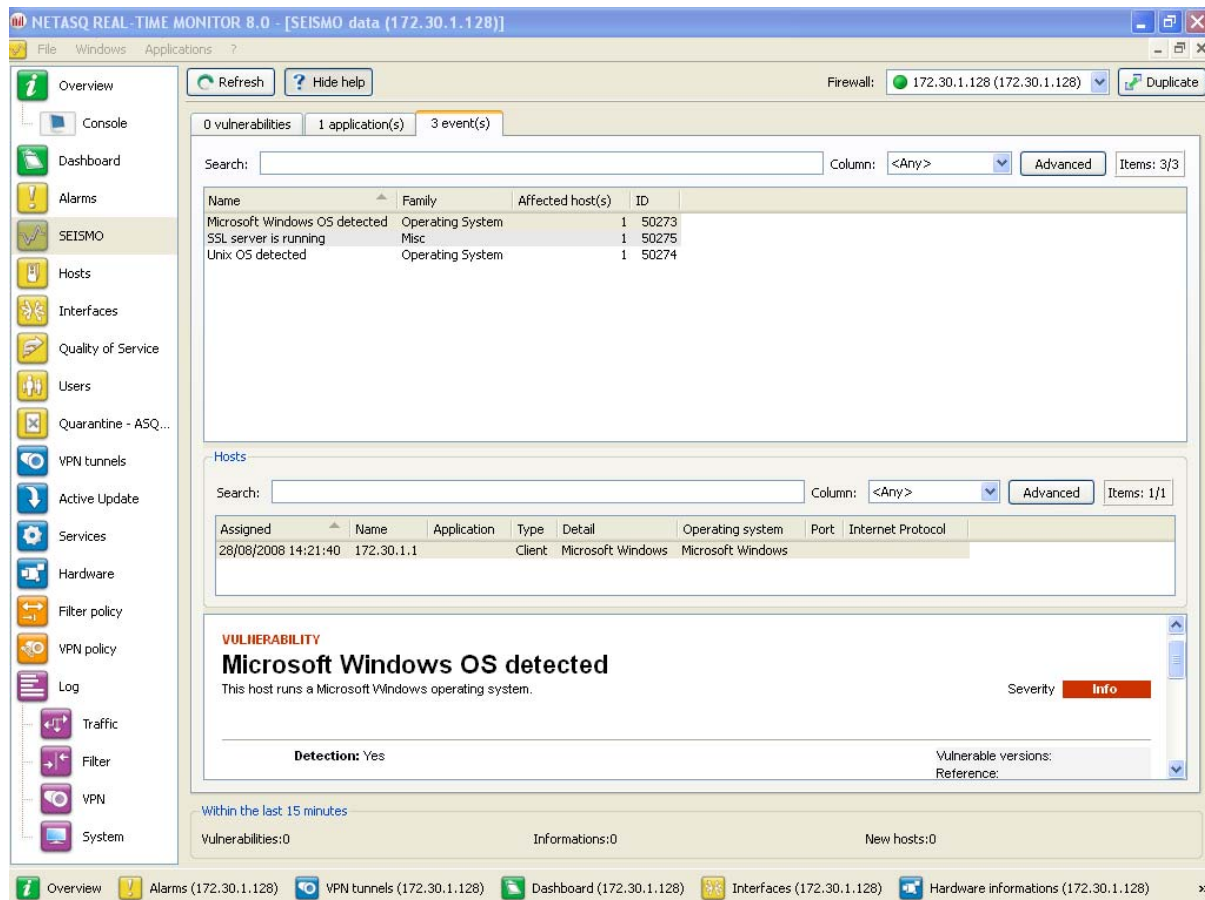 NETASQ REAL-TIME MONITOR 8.0 - [SEISMO data (172.30.1.128)]
File Windows Applications ?
Overview
Console
Dashboard
Alarms
SEISMO
Hosts
Interfaces
Quality of Service
Users
Quarantine - ASQ...
VPN tunnels
Active Update
Services
Hardware
Filter policy
VPN policy
Log
Traffic
Filter
VPN
System
Refresh ? Hide help Firewall: 172.30.1.128 (172.30.1.128) Duplicate
0 vulnerabilities 1 application(s) 3 event(s)
Search: Column: <Any> Advanced Items: 3/3
Name Family Affected host(s) ID
Microsoft Windows OS detected Operating System 1 50273
SSL server is running Misc 1 50275
Unix OS detected Operating System 1 50274
Hosts
Search: Column: <Any> Advanced Items: 1/1
Assigned Name Application Type Detail Operating system Port Internet Protocol
28/08/2008 14:21:40 172.30.1.1 Client Microsoft Windows Microsoft Windows
VULNERABILITY
Microsoft Windows OS detected
This host runs a Microsoft Windows operating system. Severity Info
Detection: Yes Vulnerable versions:
Reference:
Within the last 15 minutes
Vulnerabilities:0 Informations:0 New hosts:0
Overview Alarms (172.30.1.128) VPN tunnels (172.30.1.128) Dashboard (172.30.1.128) Interfaces (172.30.1.128) Hardware informations (172.30.1.128) »